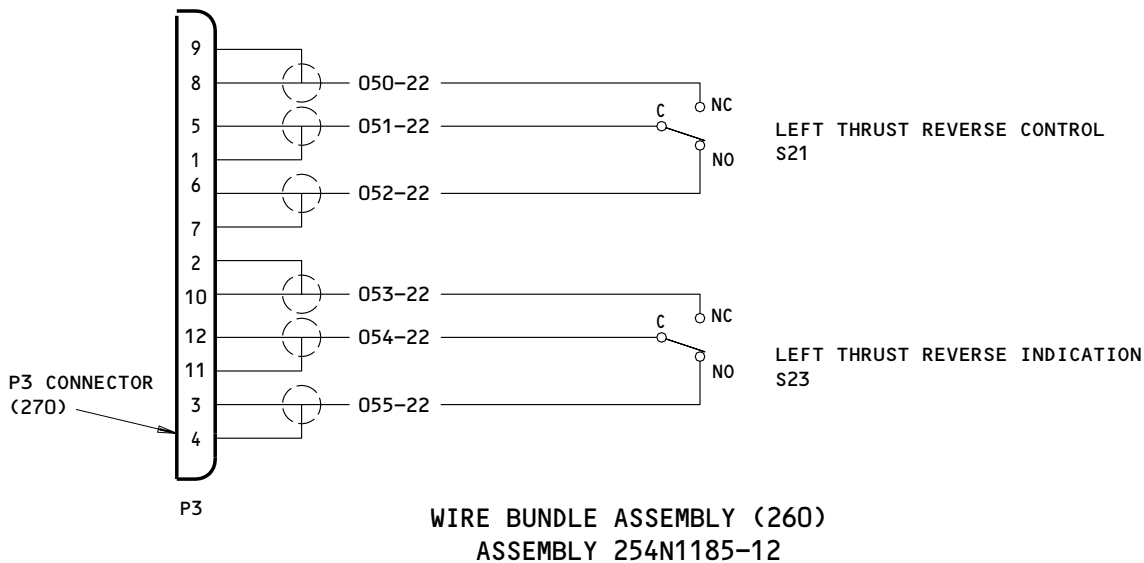 9
8 050-22
NC
5 051-22 C
LEFT THRUST REVERSE CONTROL
S21
1
NO
6 052-22
7
2
10 053-22
NC
12 054-22 C
LEFT THRUST REVERSE INDICATION
S23
11
NO
P3 CONNECTOR
(270)
3 055-22
4
P3
WIRE BUNDLE ASSEMBLY (260)
ASSEMBLY 254N1185-12